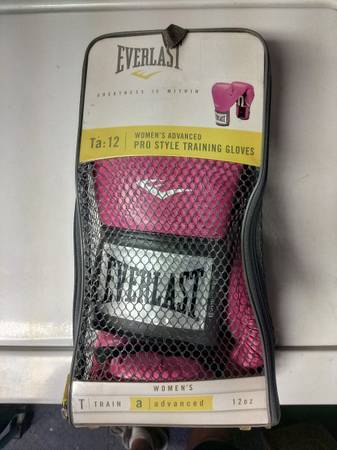 EVERLAST
GREATNESS IS WITHIN
Ta:12
WOMEN'S ADVANCED
PRO STYLE TRAINING GLOVES
EVERLAST
WOMEN'S
T TRAIN a advanced 12oz